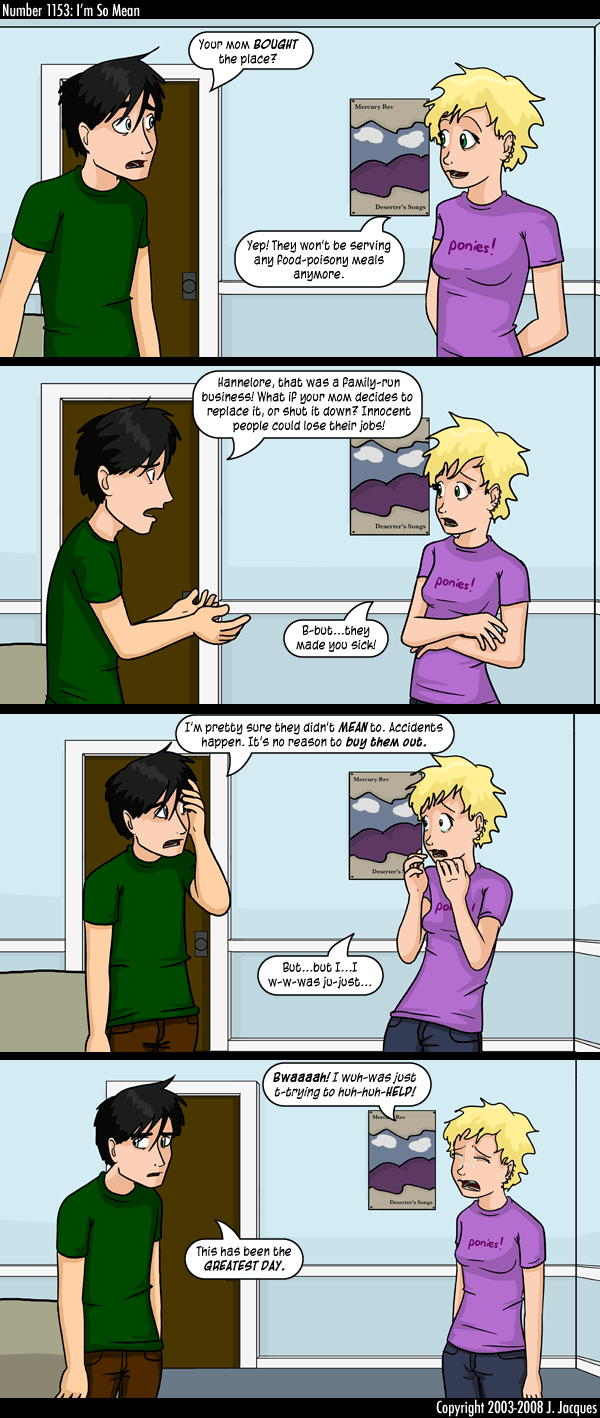 Number 1153: I'm So Mean
Your mom BOUGHT
the place?
Mercury Rev
Deserter's Songs
Yep! They won't be serving
any food-poisony meals
anymore.
ponies!
Hannelore, that was a family-run
business! What if your mom decides to
replace it, or shut it down? Innocent
people could lose their jobs!
Deserter's Songs
ponies!
B-but...they
made you sick!
I'm pretty sure they didn't MEAN to. Accidents
happen. It's no reason to buy them out.
Mercury Rev
Deserter's
po !
But...but I...I
w-w-was ju-just...
Bwaaaah! I wuh-was just
t-trying to huh-huh-HELP!
Mercury Rev
Deserter's Songs
ponies!
This has been the
GREATEST DAY.
Copyright 2003-2008 J. Jacques